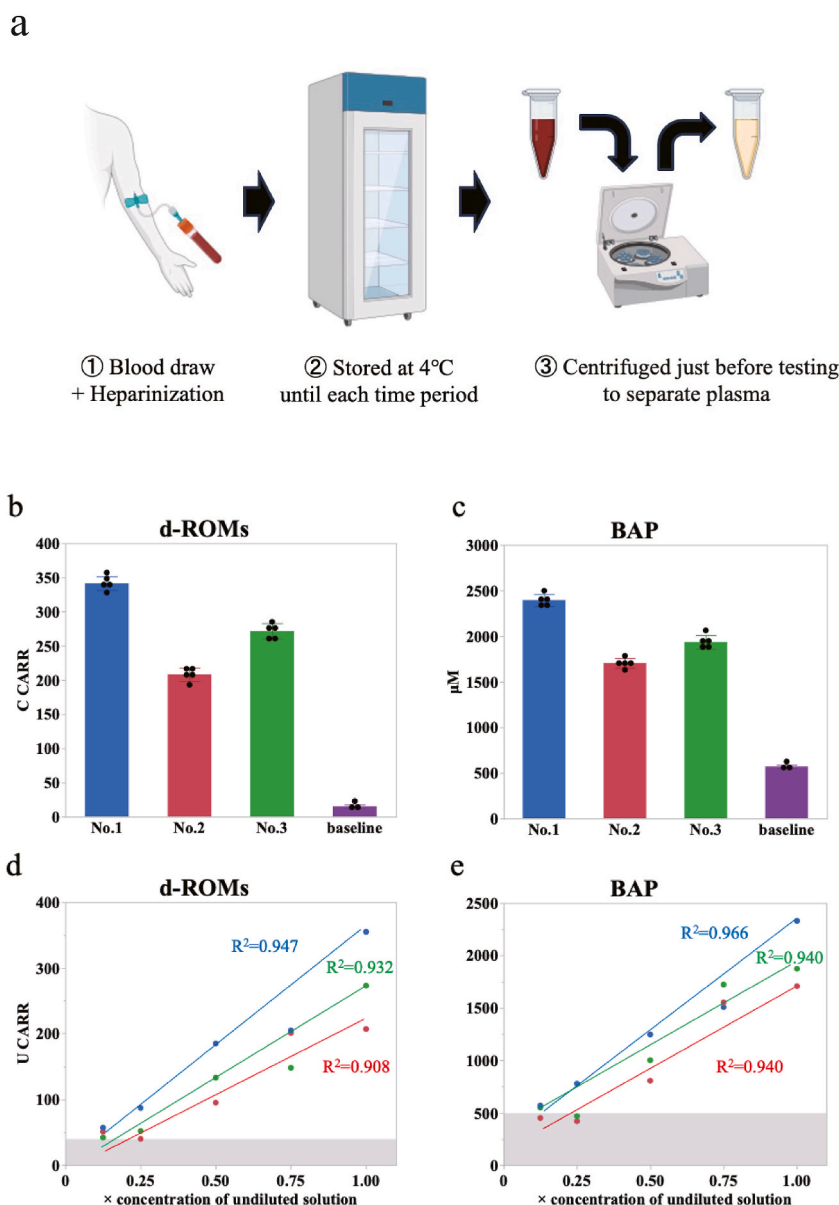 a
① Blood draw
+ Heparinization
② Stored at 4℃
until each time period
③ Centrifuged just before testing
to separate plasma
b
d-ROMs
400
350
300
250
200
150
100
50
0
C CARR
No.1
No.2
No.3
baseline
c
BAP
3000
2500
2000
1500
1000
500
0
μM
No.1
No.2
No.3
baseline
d
d-ROMs
400
300
200
100
0
U CARR
R²=0.947
R²=0.932
R²=0.908
0
0.25
0.50
0.75
1.00
× concentration of undiluted solution
e
BAP
2500
2000
1500
1000
500
0
R²=0.966
R²=0.940
R²=0.940
0
0.25
0.50
0.75
1.00
× concentration of undiluted solution